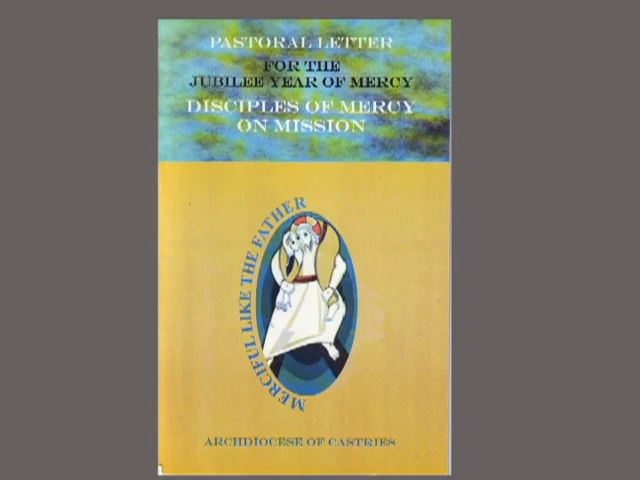 PASTORAL LETTER
FOR THE
JUBILEE YEAR OF MERCY
DISCIPLES OF MERCY
ON MISSION
MERCIFUL LIKE THE FATHER
ARCHDIOCESE OF CASTRIES